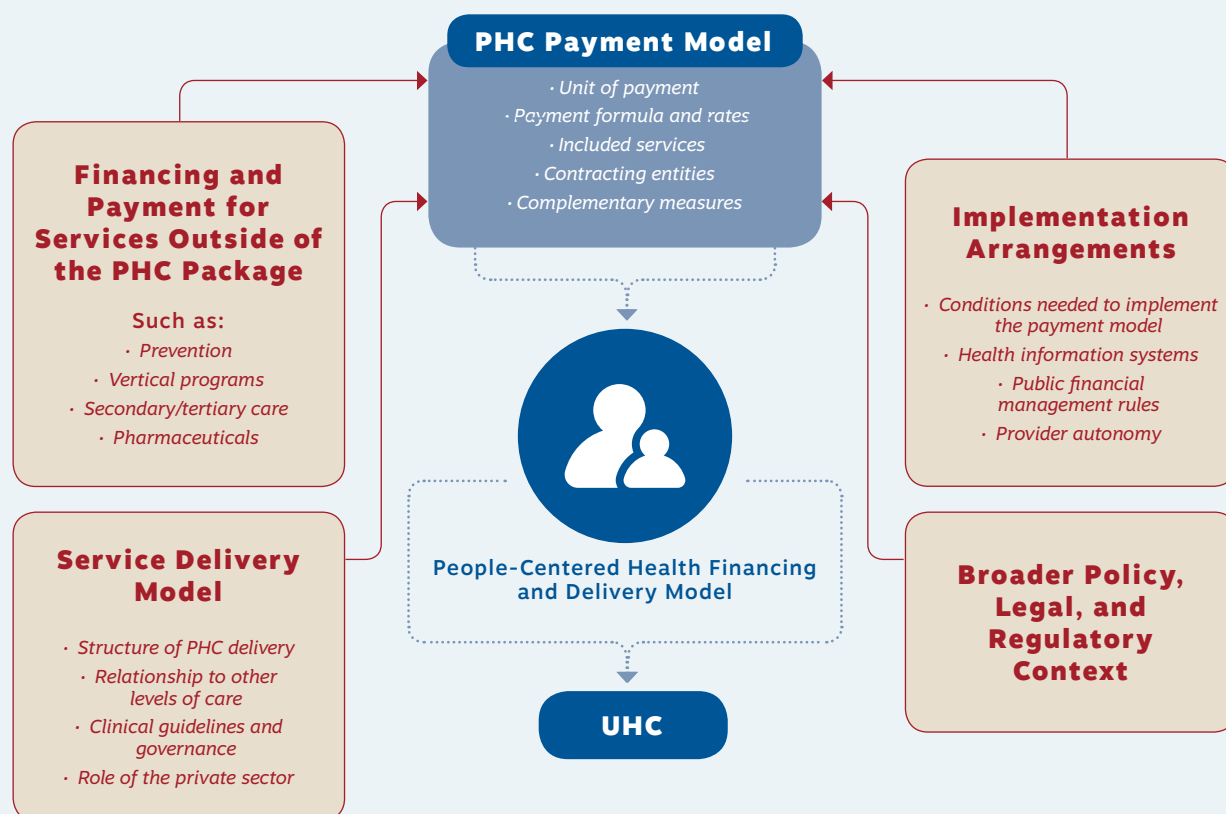 PHC Payment Model
· Unit of payment
· Payment formula and rates
· Included services
· Contracting entities
· Complementary measures
Financing and
Payment for
Services Outside of
the PHC Package
Such as:
· Prevention
· Vertical programs
· Secondary/tertiary care
· Pharmaceuticals
Implementation
Arrangements
· Conditions needed to implement
the payment model
· Health information systems
· Public financial
management rules
· Provider autonomy
Service Delivery
Model
· Structure of PHC delivery
· Relationship to other
levels of care
· Clinical guidelines and
governance
· Role of the private sector
People-Centered Health Financing
and Delivery Model
Broader Policy,
Legal, and
Regulatory
Context
UHC